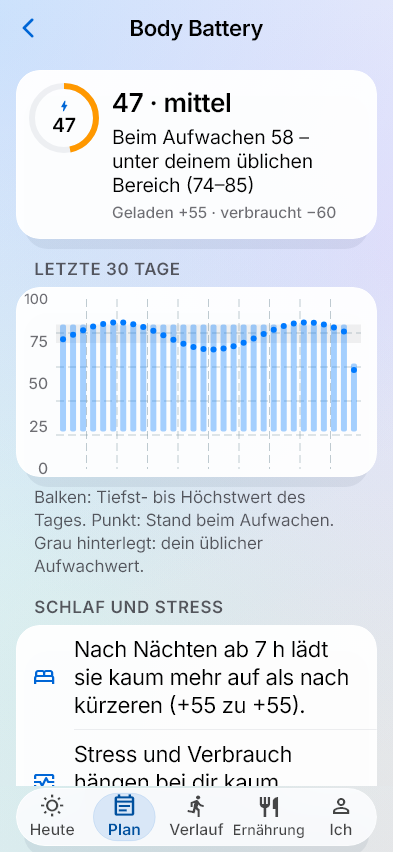 Body Battery
47
47 · mittel
Beim Aufwachen 58 –
unter deinem üblichen
Bereich (74–85)
Geladen +55 · verbraucht −60
LETZTE 30 TAGE
100
75
50
25
0
Balken: Tiefst- bis Höchstwert des
Tages. Punkt: Stand beim Aufwachen.
Grau hinterlegt: dein üblicher
Aufwachwert.
SCHLAF UND STRESS
Nach Nächten ab 7 h lädt
sie kaum mehr auf als nach
kürzeren (+55 zu +55).
Stress und Verbrauch
hängen bei dir kaum
Heute
Plan
Verlauf
Ernährung
Ich